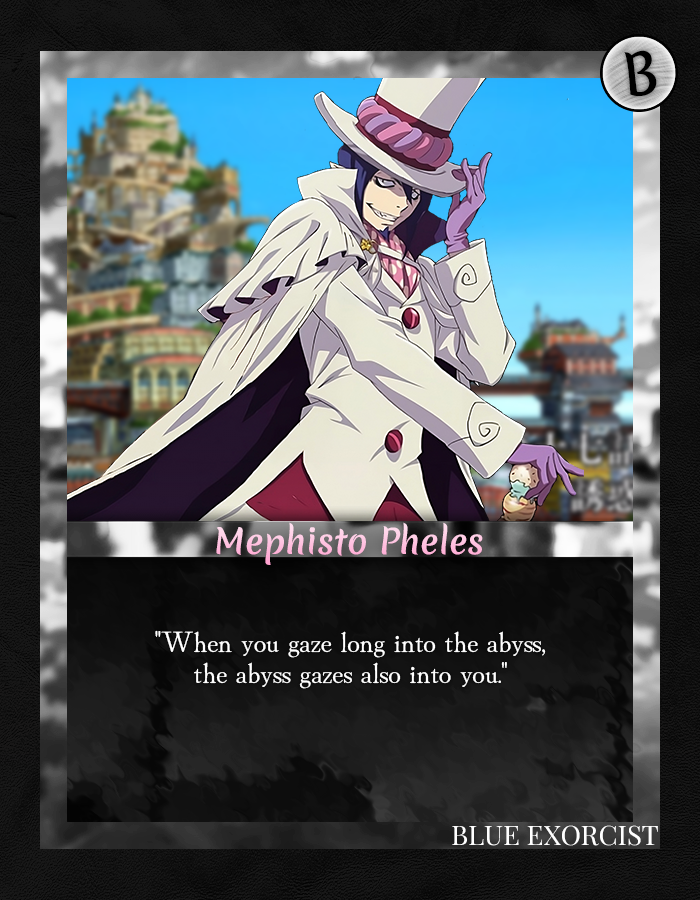 B
Mephisto Pheles
"When you gaze long into the abyss,
the abyss gazes also into you."
BLUE EXORCIST